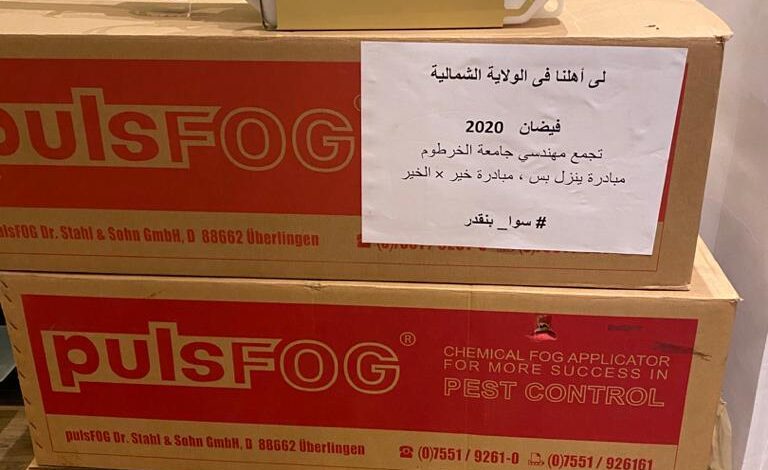 لى أهلنا فى الولاية الشمالية
فيضان 2020
تجمع مهندسي جامعة الخرطوم
مبادرة ينزل بس ، مبادرة خير × الخير
# سوا_ بنقدر
pulsFOG
pulsFOG Dr. Stahl & Sohn GmbH, D 88662 Überlingen
pulsFOG®
CHEMICAL FOG APPLICATOR
FOR MORE SUCCESS IN
PEST CONTROL
pulsFOG Dr. Stahl & Sohn GmbH, D 88662 Überlingen ☎ (0)7551 / 9261-0 (0)7551 / 926161